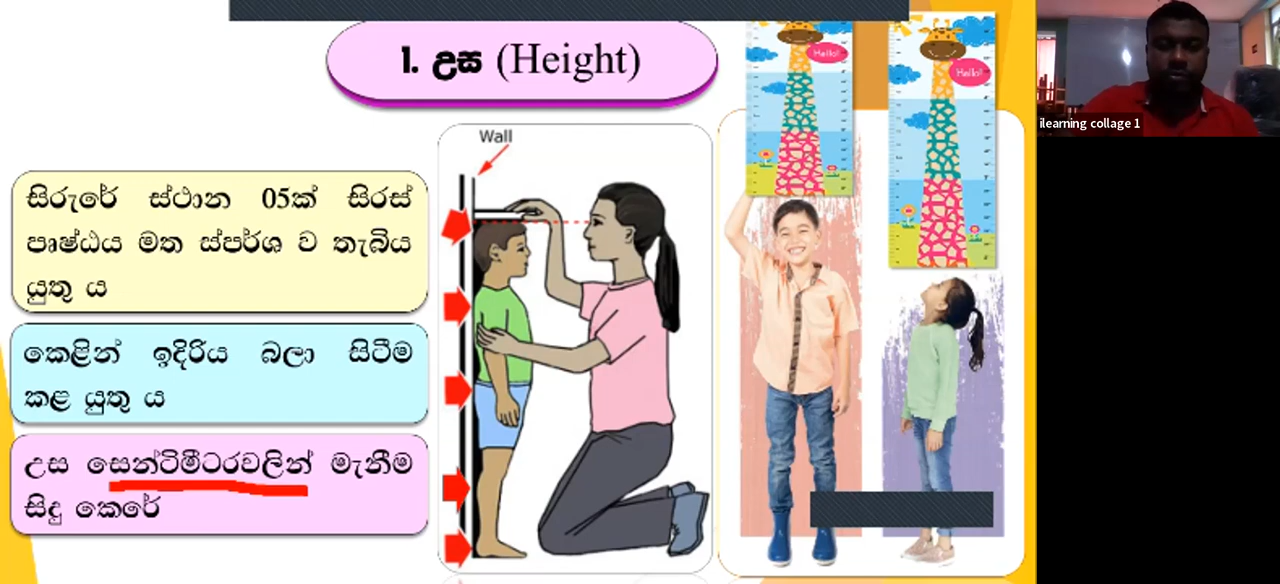 1. උස (Height)
සිරුරේ ස්ථාන 05ක් සිරස්
පෘෂ්ඨය මත ස්පර්ශ ව තැබිය
යුතු ය
කෙළින් ඉදිරිය බලා සිටීම
කළ යුතු ය
උස සෙන්ටිමීටරවලින් මැනීම
සිදු කෙරේ
Wall
Hello!
Hello!
ilearning collage 1